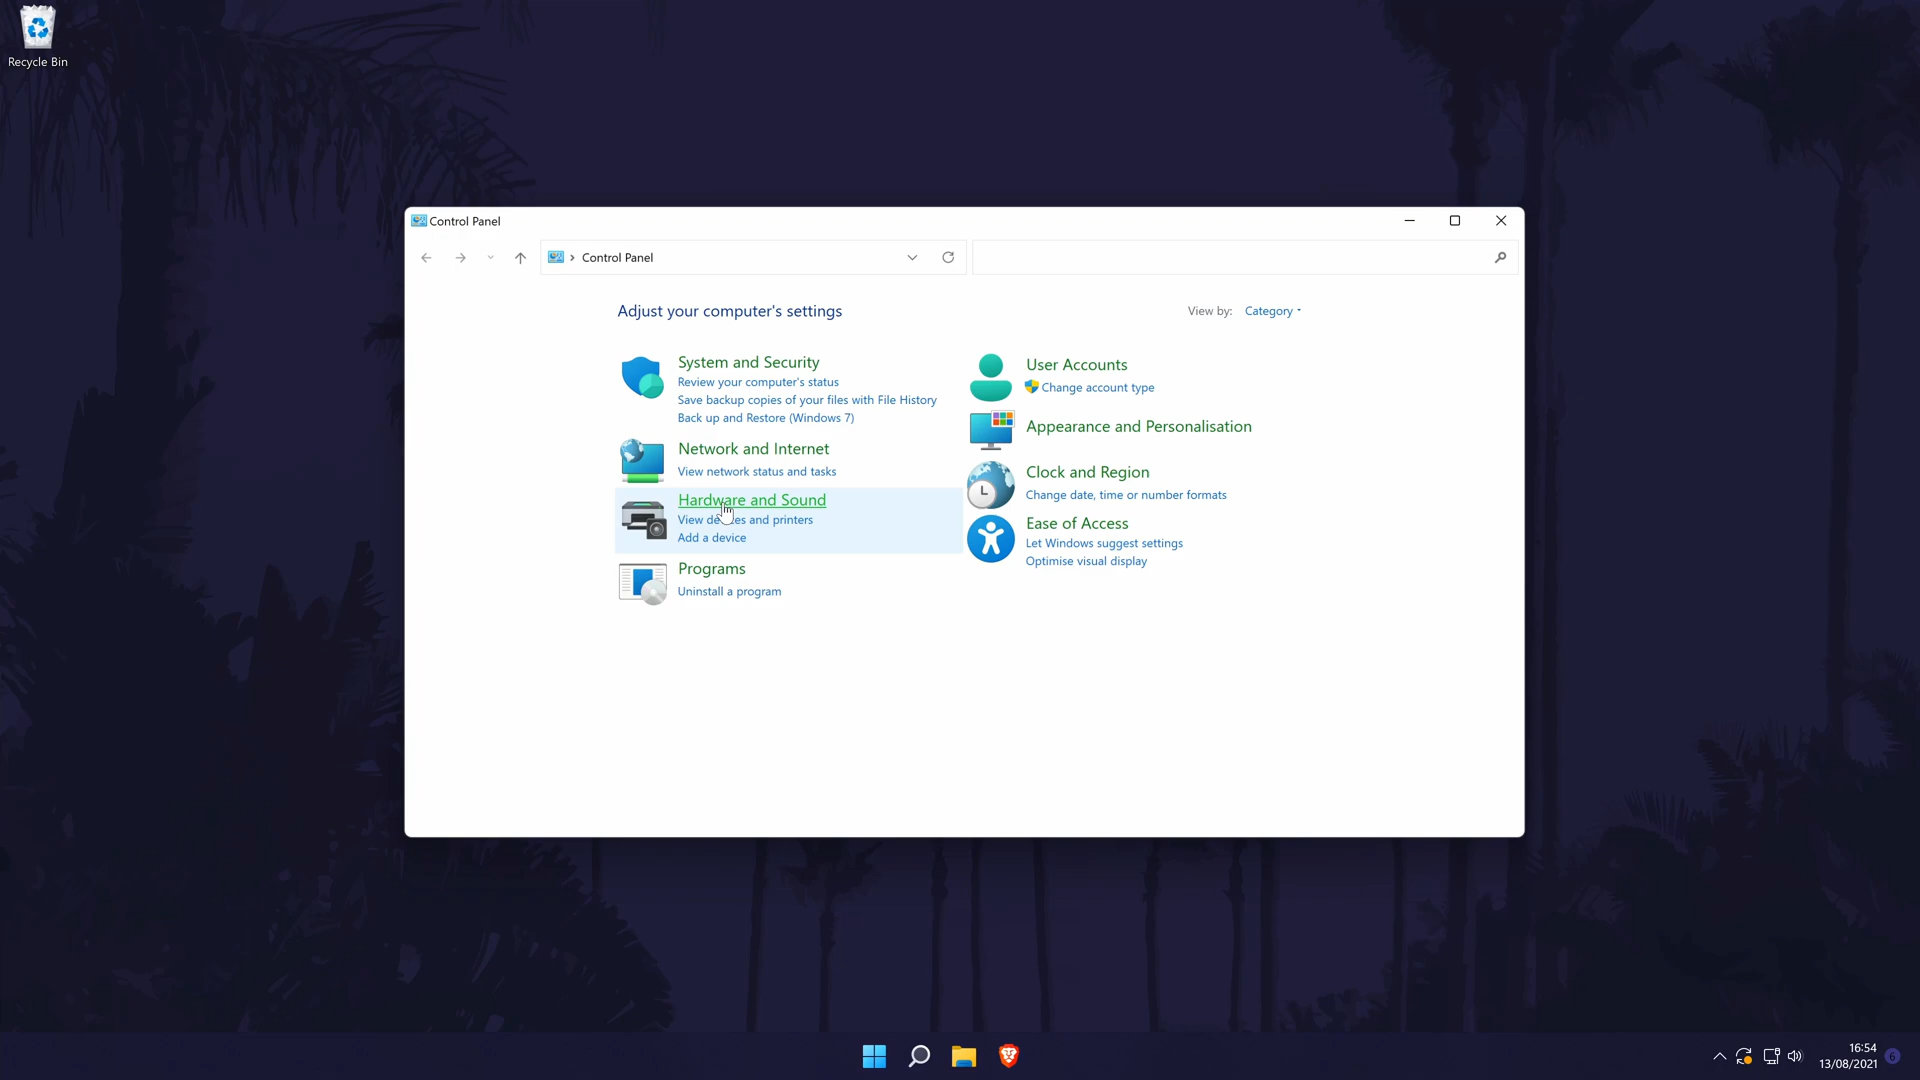 Recycle Bin
Control Panel
Control Panel
Adjust your computer's settings
View by: Category
System and Security
Review your computer's status
Save backup copies of your files with File History
Back up and Restore (Windows 7)
Network and Internet
View network status and tasks
Hardware and Sound
View devices and printers
Add a device
Programs
Uninstall a program
User Accounts
Change account type
Appearance and Personalisation
Clock and Region
Change date, time or number formats
Ease of Access
Let Windows suggest settings
Optimise visual display
16:54
13/08/2021
6